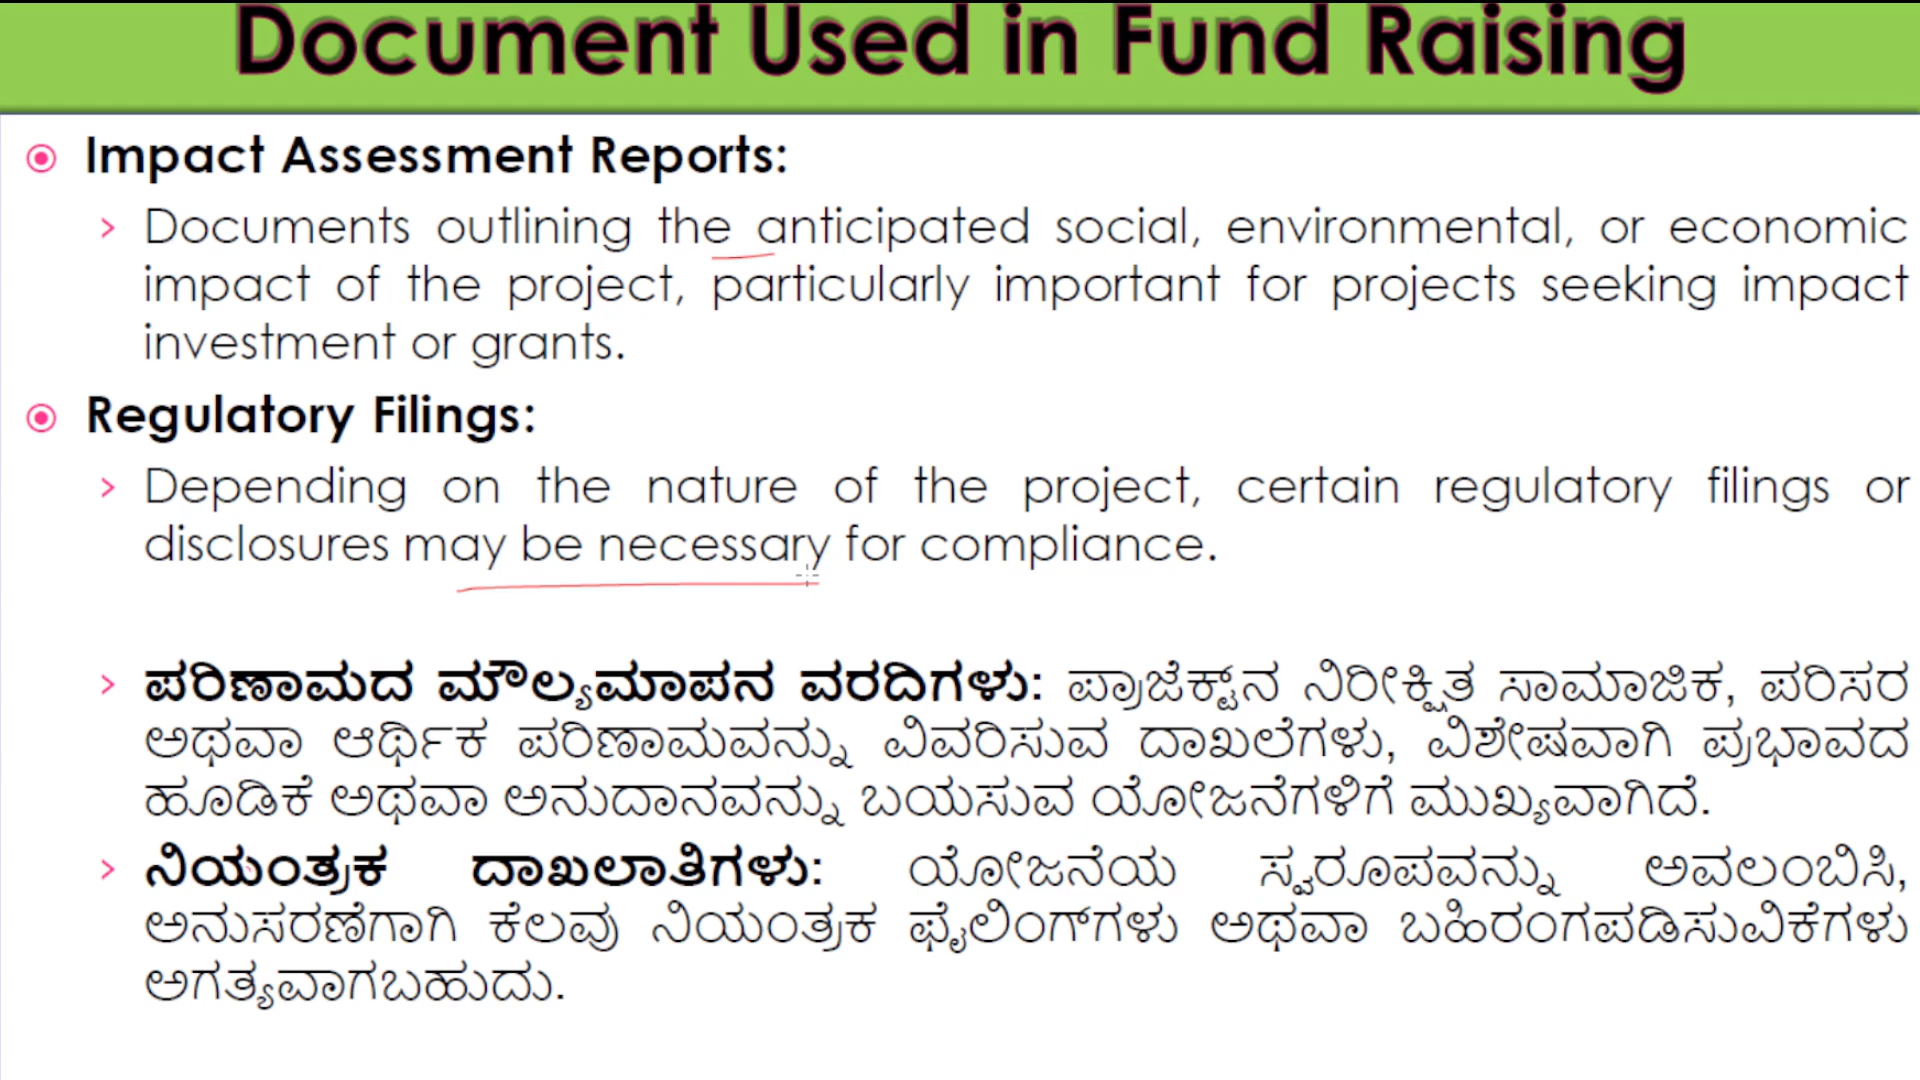 Document Used in Fund Raising
Impact Assessment Reports:
Documents outlining the anticipated social, environmental, or economic
impact of the project, particularly important for projects seeking impact
investment or grants.
Regulatory Filings:
Depending on the nature of the project, certain regulatory filings or
disclosures may be necessary for compliance.
ಪರಿಣಾಮದ ಮೌಲ್ಯಮಾಪನ ವರದಿಗಳು: ಪ್ರಾಜೆಕ್ಟ್‌ನ ನಿರೀಕ್ಷಿತ ಸಾಮಾಜಿಕ, ಪರಿಸರ
ಅಥವಾ ಆರ್ಥಿಕ ಪರಿಣಾಮವನ್ನು ವಿವರಿಸುವ ದಾಖಲೆಗಳು, ವಿಶೇಷವಾಗಿ ಪ್ರಭಾವದ
ಹೂಡಿಕೆ ಅಥವಾ ಅನುದಾನವನ್ನು ಬಯಸುವ ಯೋಜನೆಗಳಿಗೆ ಮುಖ್ಯವಾಗಿದೆ.
ನಿಯಂತ್ರಕ ದಾಖಲಾತಿಗಳು: ಯೋಜನೆಯ ಸ್ವರೂಪವನ್ನು ಅವಲಂಬಿಸಿ,
ಅನುಸರಣೆಗಾಗಿ ಕೆಲವು ನಿಯಂತ್ರಕ ಫೈಲಿಂಗ್‌ಗಳು ಅಥವಾ ಬಹಿರಂಗಪಡಿಸುವಿಕೆಗಳು
ಅಗತ್ಯವಾಗಬಹುದು.